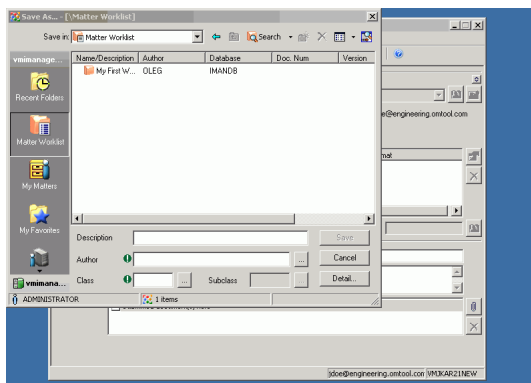 Save As... - [\Matter Worklist]
Save in:
Matter Worklist
Search
vmimanage...
Name/Description
Author
Database
Doc. Num
Version
My First W...
OLEG
IMANDB
Recent Folders
Matter Worklist
My Matters
My Favorites
vmimana...
Description
Save
Author
...
Cancel
Class
...
Subclass
Detail...
ADMINISTRATOR
1 items
e@engineering.omtool.com
mat
jdoe@engineering.omtool.con
VMJKAR21NEW